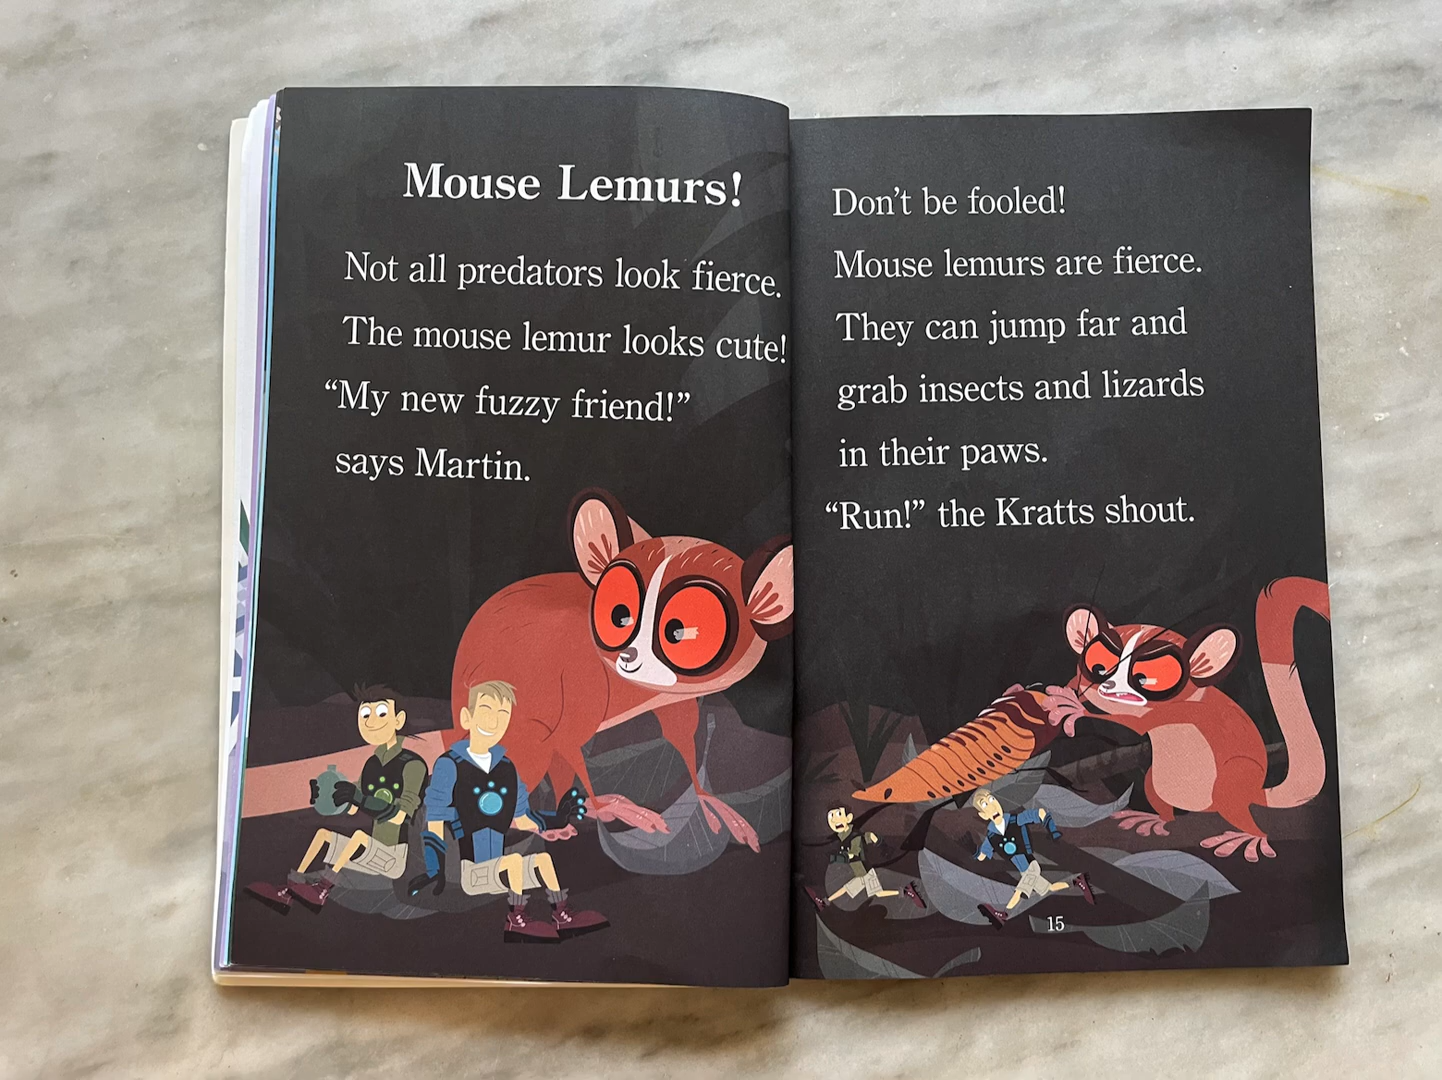 Mouse Lemurs!
Not all predators look fierce.
The mouse lemur looks cute!
“My new fuzzy friend!”
says Martin.
Don’t be fooled!
Mouse lemurs are fierce.
They can jump far and
grab insects and lizards
in their paws.
“Run!” the Kratts shout.
15